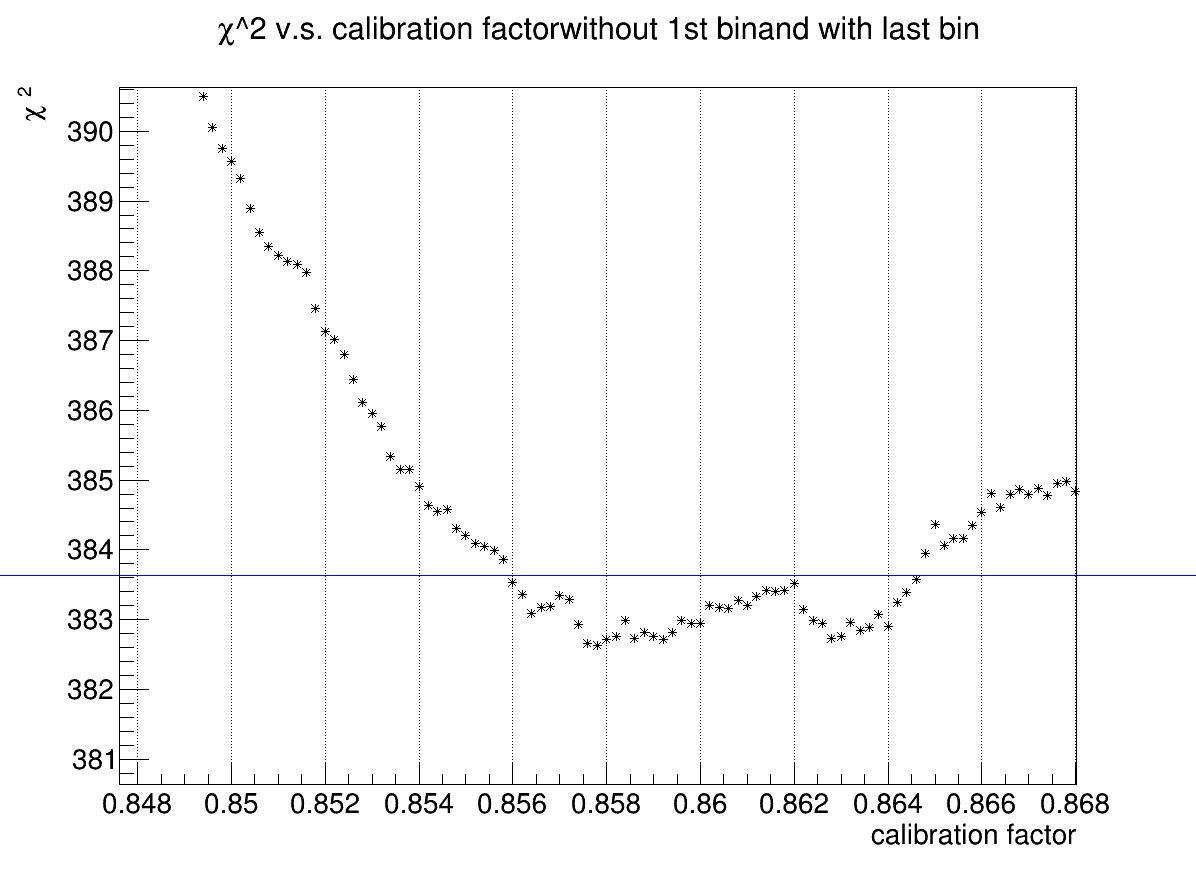 χ^2 v.s. calibration factorwithout 1st binand with last bin
χ 2
390
389
388
387
386
385
384
383
382
381
0.848 0.85 0.852 0.854 0.856 0.858 0.86 0.862 0.864 0.866 0.868
calibration factor